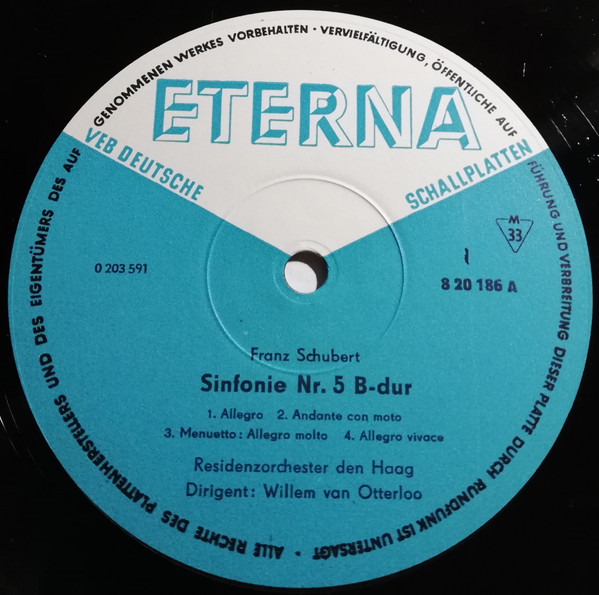 ALLE RECHTE DES PLATTENHERSTELLERS UND DES EIGENTÜMERS DES AUF GENOMMENEN WERKES VORBEHALTEN · VERVIELFÄLTIGUNG, ÖFFENTLICHE AUF FÜHRUNG UND VERBREITUNG DIESER PLATTE DURCH RUNDFUNK IST UNTERSAGT ·
ETERNA
VEB DEUTSCHE SCHALLPLATTEN
M
33
0 203 591
8 20 186 A
Franz Schubert
Sinfonie Nr. 5 B-dur
1. Allegro 2. Andante con moto
3. Menuetto: Allegro molto 4. Allegro vivace
Residenzorchester den Haag
Dirigent: Willem van Otterloo